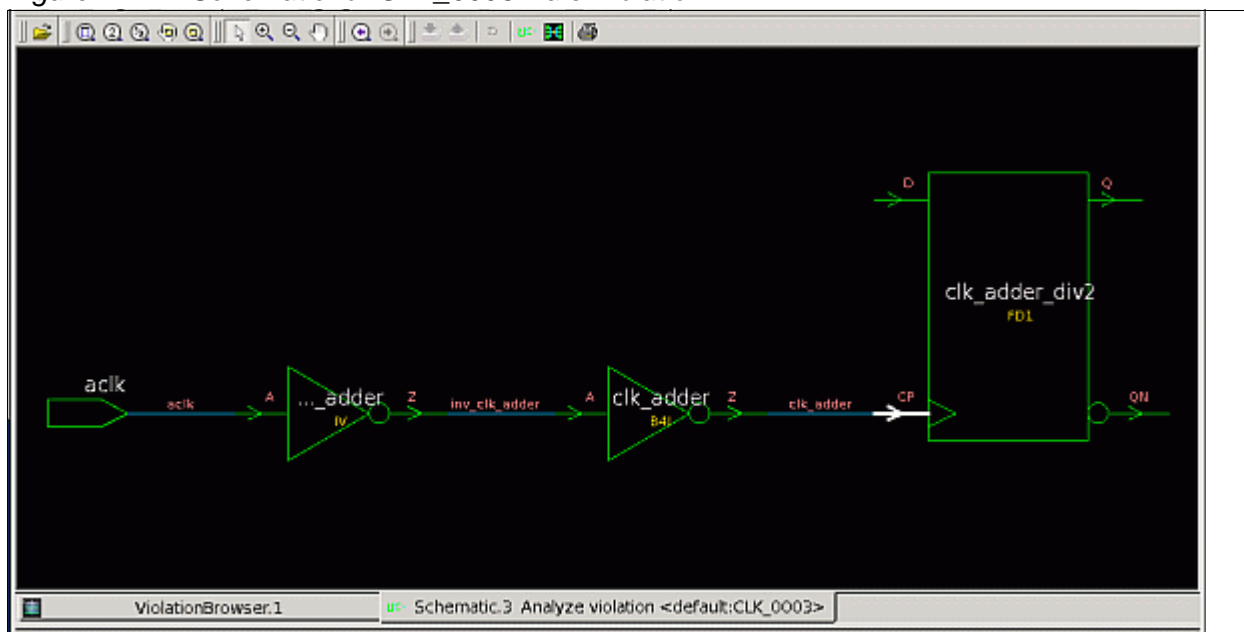 D
Q
clk_adder_div2
FD1
aclk
aclk
A
..._adder
IV
Z
inv_clk_adder
A
clk_adder
B4I
Z
clk_adder
CP
QN
ViolationBrowser.1
Schematic.3 Analyze violation <default:CLK_0003>